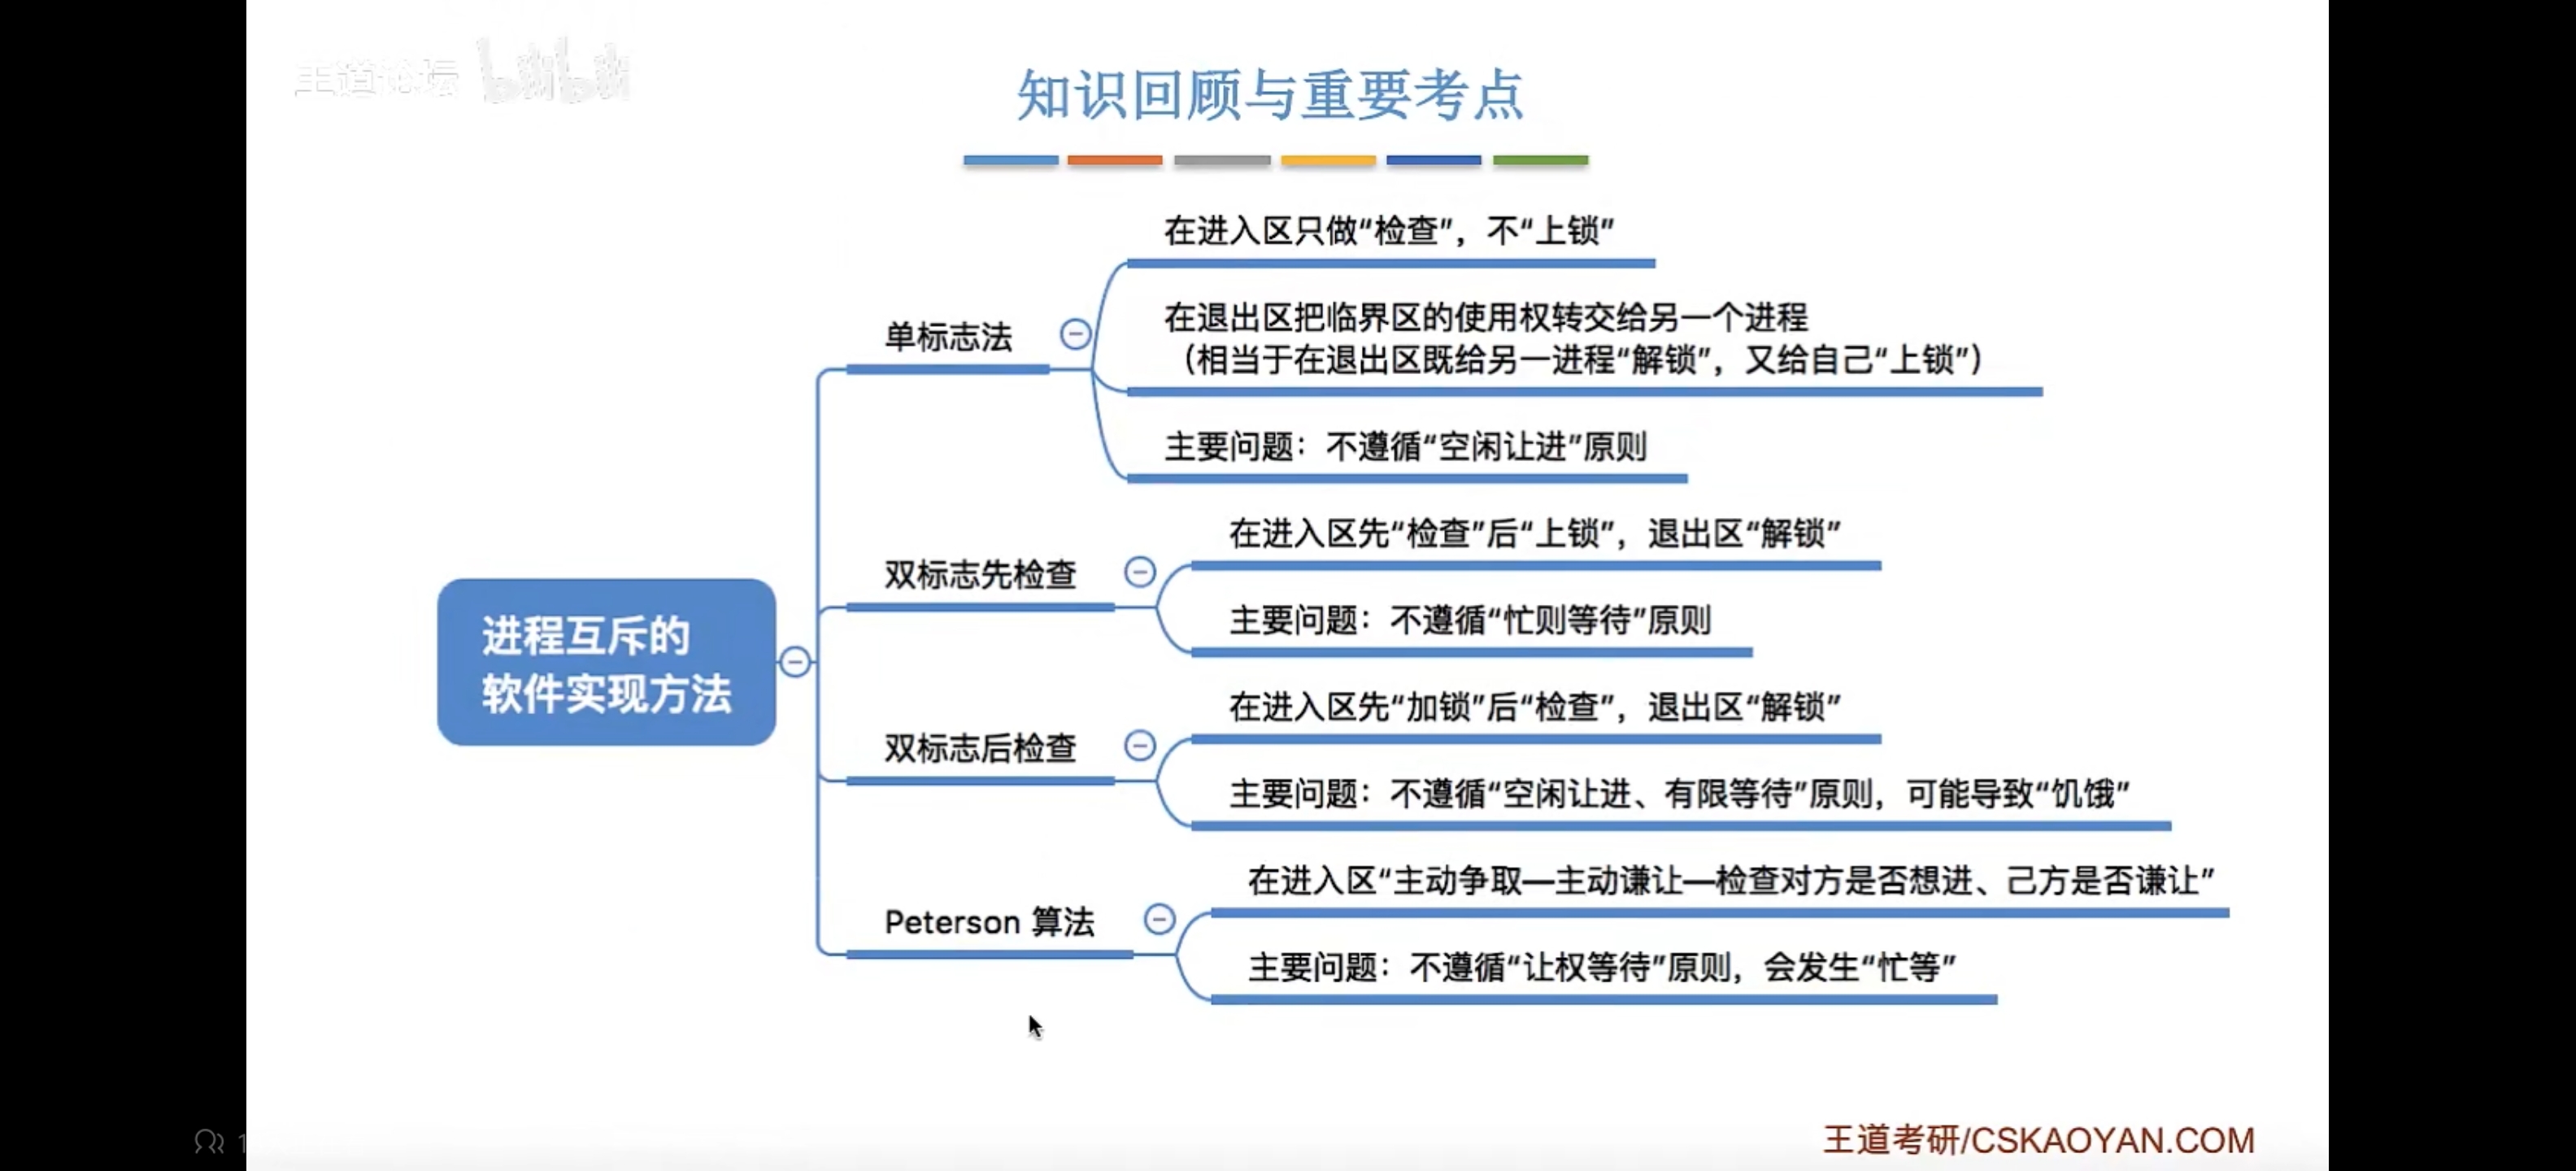 王道论坛 bilibili
知识回顾与重要考点
在进入区只做“检查”，不“上锁”
单标志法
在退出区把临界区的使用权转交给另一个进程
（相当于在退出区既给另一进程“解锁”，又给自己“上锁”）
主要问题：不遵循“空闲让进”原则
进程互斥的
软件实现方法
双标志先检查
在进入区先“检查”后“上锁”，退出区“解锁”
主要问题：不遵循“忙则等待”原则
双标志后检查
在进入区先“加锁”后“检查”，退出区“解锁”
主要问题：不遵循“空闲让进、有限等待”原则，可能导致“饥饿”
Peterson 算法
在进入区“主动争取—主动谦让—检查对方是否想进、己方是否谦让”
主要问题：不遵循“让权等待”原则，会发生“忙等”
1
王道考研/CSKAOYAN.COM